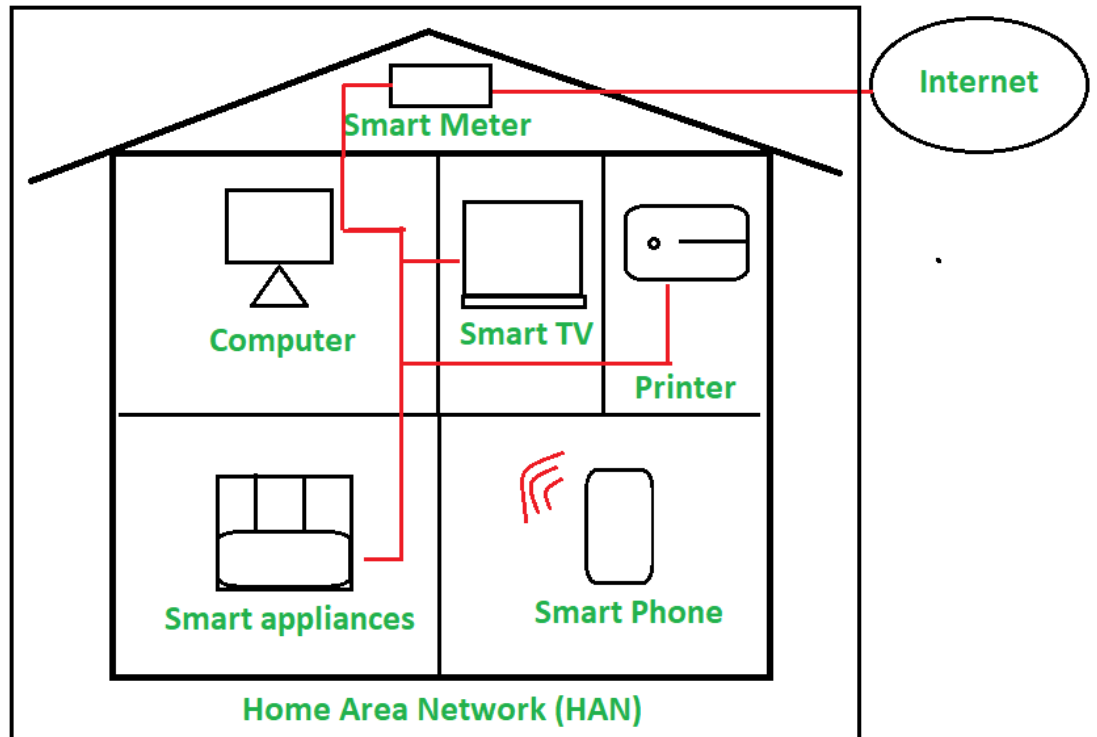 Internet
Smart Meter
Computer
Smart TV
Printer
Smart appliances
Smart Phone
Home Area Network (HAN)